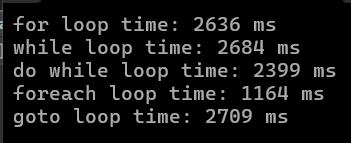 for loop time: 2636 ms
while loop time: 2684 ms
do while loop time: 2399 ms
foreach loop time: 1164 ms
goto loop time: 2709 ms